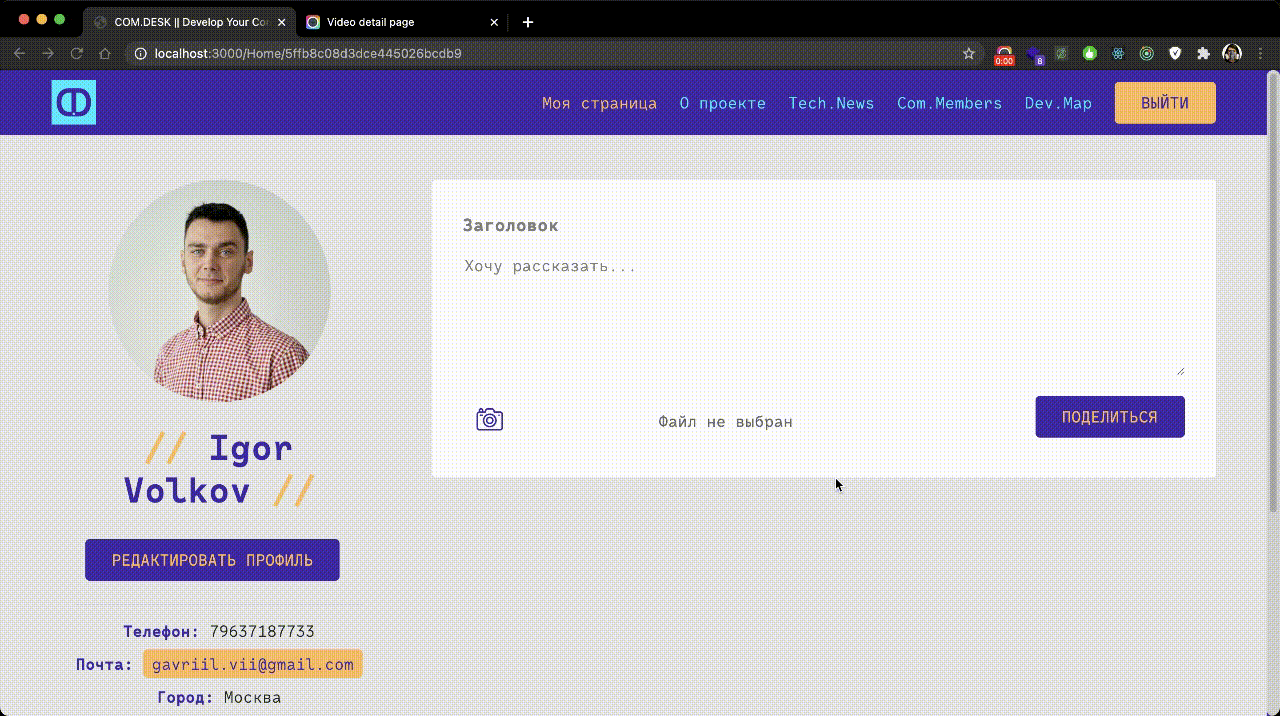 COM.DESK || Develop Your Co
Video detail page
localhost:3000/Home/5ffb8c08d3dce445026bcdb9
0:00
8
Моя страница
О проекте
Tech.News
Com.Members
Dev.Map
ВЫЙТИ
Заголовок
Хочу рассказать...
Файл не выбран
ПОДЕЛИТЬСЯ
// Igor
Volkov //
РЕДАКТИРОВАТЬ ПРОФИЛЬ
Телефон: 79637187733
Почта: gavriil.vii@gmail.com
Город: Москва